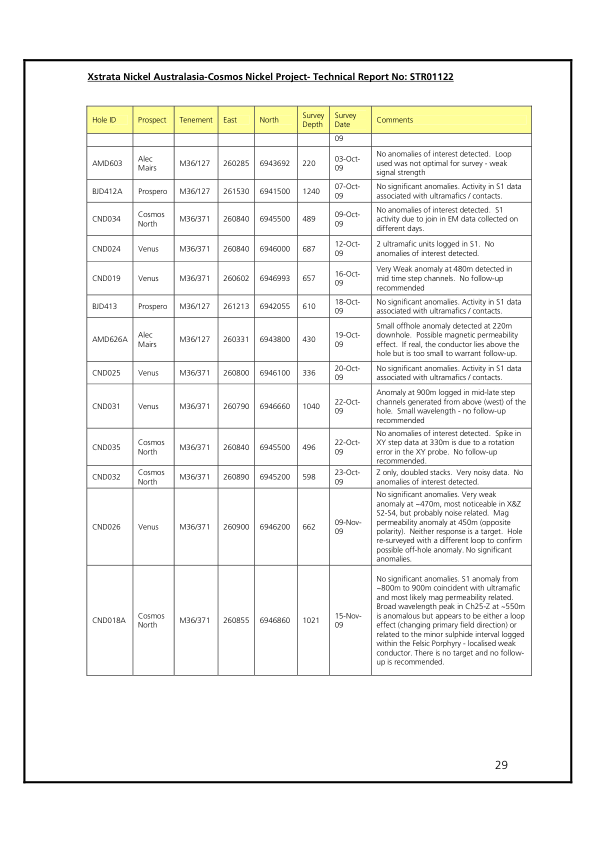 Xstrata Nickel Australasia-Cosmos Nickel Project- Technical Report No: STR01122
Hole ID Prospect Tenement East North Survey Depth Survey Date Comments
09
AMD603 Alec Mairs M36/127 260285 6943692 220 03-Oct-09 No anomalies of interest detected. Loop
used was not optimal for survey - weak
signal strength
BJD412A Prospero M36/127 261530 6941500 1240 07-Oct-09 No significant anomalies. Activity in S1 data
associated with ultramafics / contacts.
CND034 Cosmos North M36/371 260840 6945500 489 09-Oct-09 No anomalies of interest detected. S1
activity due to join in EM data collected on
different days.
CND024 Venus M36/371 260840 6946000 687 12-Oct-09 2 ultramafic units logged in S1. No
anomalies of interest detected.
CND019 Venus M36/371 260602 6946993 657 16-Oct-09 Very Weak anomaly at 480m detected in
mid time step channels. No follow-up
recommended
BJD413 Prospero M36/127 261213 6942055 610 18-Oct-09 No significant anomalies. Activity in S1 data
associated with ultramafics / contacts.
AMD626A Alec Mairs M36/127 260331 6943800 430 19-Oct-09 Small offhole anomaly detected at 220m
downhole. Possible magnetic permeability
effect. If real, the conductor lies above the
hole but is too small to warrant follow-up.
CND025 Venus M36/371 260800 6946100 336 20-Oct-09 No significant anomalies. Activity in S1 data
associated with ultramafics / contacts.
CND031 Venus M36/371 260790 6946660 1040 22-Oct-09 Anomaly at 900m logged in mid-late step
channels generated from above (west) of the
hole. Small wavelength - no follow-up
recommended
CND035 Cosmos North M36/371 260840 6945500 496 22-Oct-09 No anomalies of interest detected. Spike in
XY step data at 330m is due to a rotation
error in the XY probe. No follow-up
recommended.
CND032 Cosmos North M36/371 260890 6945200 598 23-Oct-09 Z only, doubled stacks. Very noisy data. No
anomalies of interest detected.
CND026 Venus M36/371 260900 6946200 662 09-Nov-09 No significant anomalies. Very weak
anomaly at ~470m, most noticeable in X&Z
S2-S4, but probably noise related. Mag
permeability anomaly at 450m (opposite
polarity). Neither response is a target. Hole
re-surveyed with a different loop to confirm
possible off-hole anomaly. No significant
anomalies.
CND018A Cosmos North M36/371 260855 6946860 1021 15-Nov-09 No significant anomalies. S1 anomaly from
~800m to 900m coincident with ultramafic
and most likely mag permeability related.
Broad wavelength peak in Ch25-Z at ~550m
is anomalous but appears to be either a loop
effect (changing primary field direction) or
related to the minor sulphide interval logged
within the Felsic Porphyry - localised weak
conductor. There is no target and no follow-
up is recommended.
29